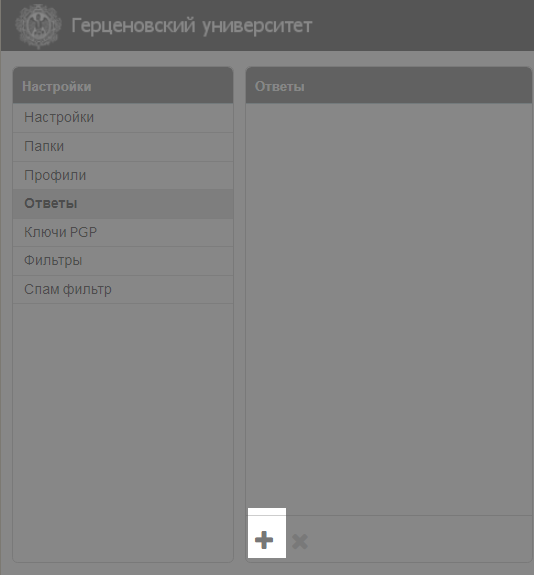 Герценовский университет
Настройки
Настройки
Папки
Профили
Ответы
Ключи PGP
Фильтры
Спам фильтр
Ответы